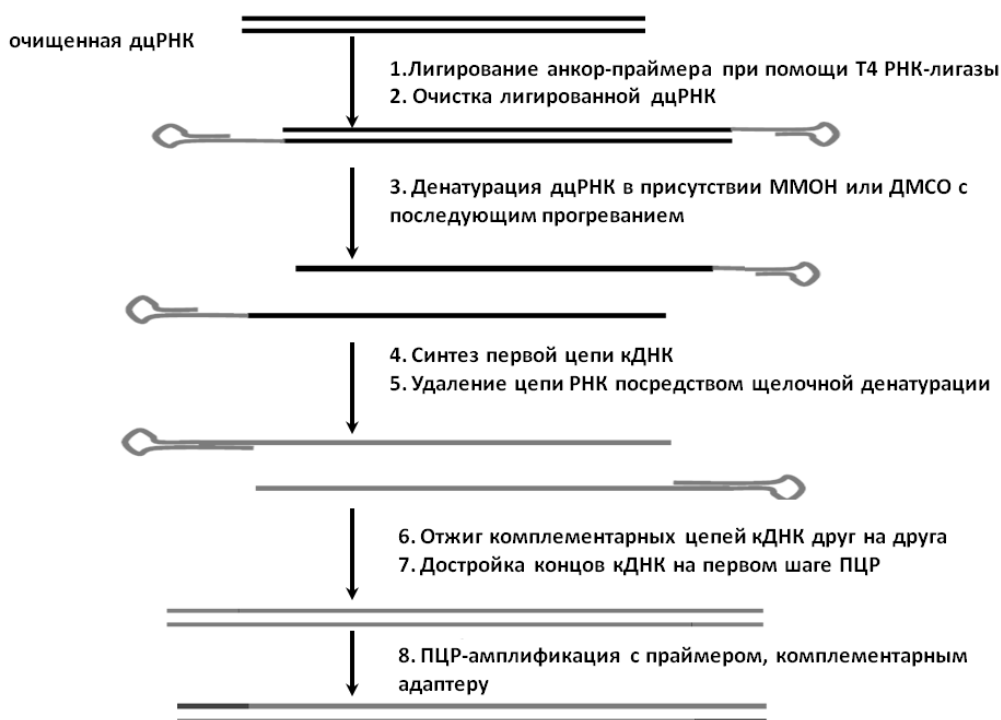 очищенная дцРНК
1.Лигирование анкор-праймера при помощи Т4 РНК-лигазы
2. Очистка лигированной дцРНК
3. Денатурация дцРНК в присутствии ММОН или ДМСО с
последующим прогреванием
4. Синтез первой цепи кДНК
5. Удаление цепи РНК посредством щелочной денатурации
6. Отжиг комплементарных цепей кДНК друг на друга
7. Достройка концов кДНК на первом шаге ПЦР
8. ПЦР-амплификация с праймером, комплементарным
адаптеру